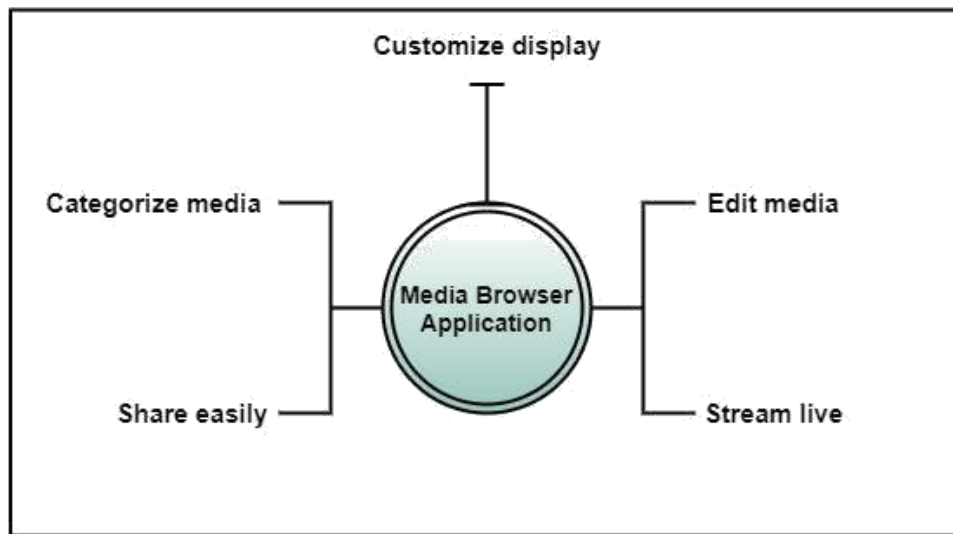 Customize display
Categorize media
Edit media
Media Browser
Application
Share easily
Stream live